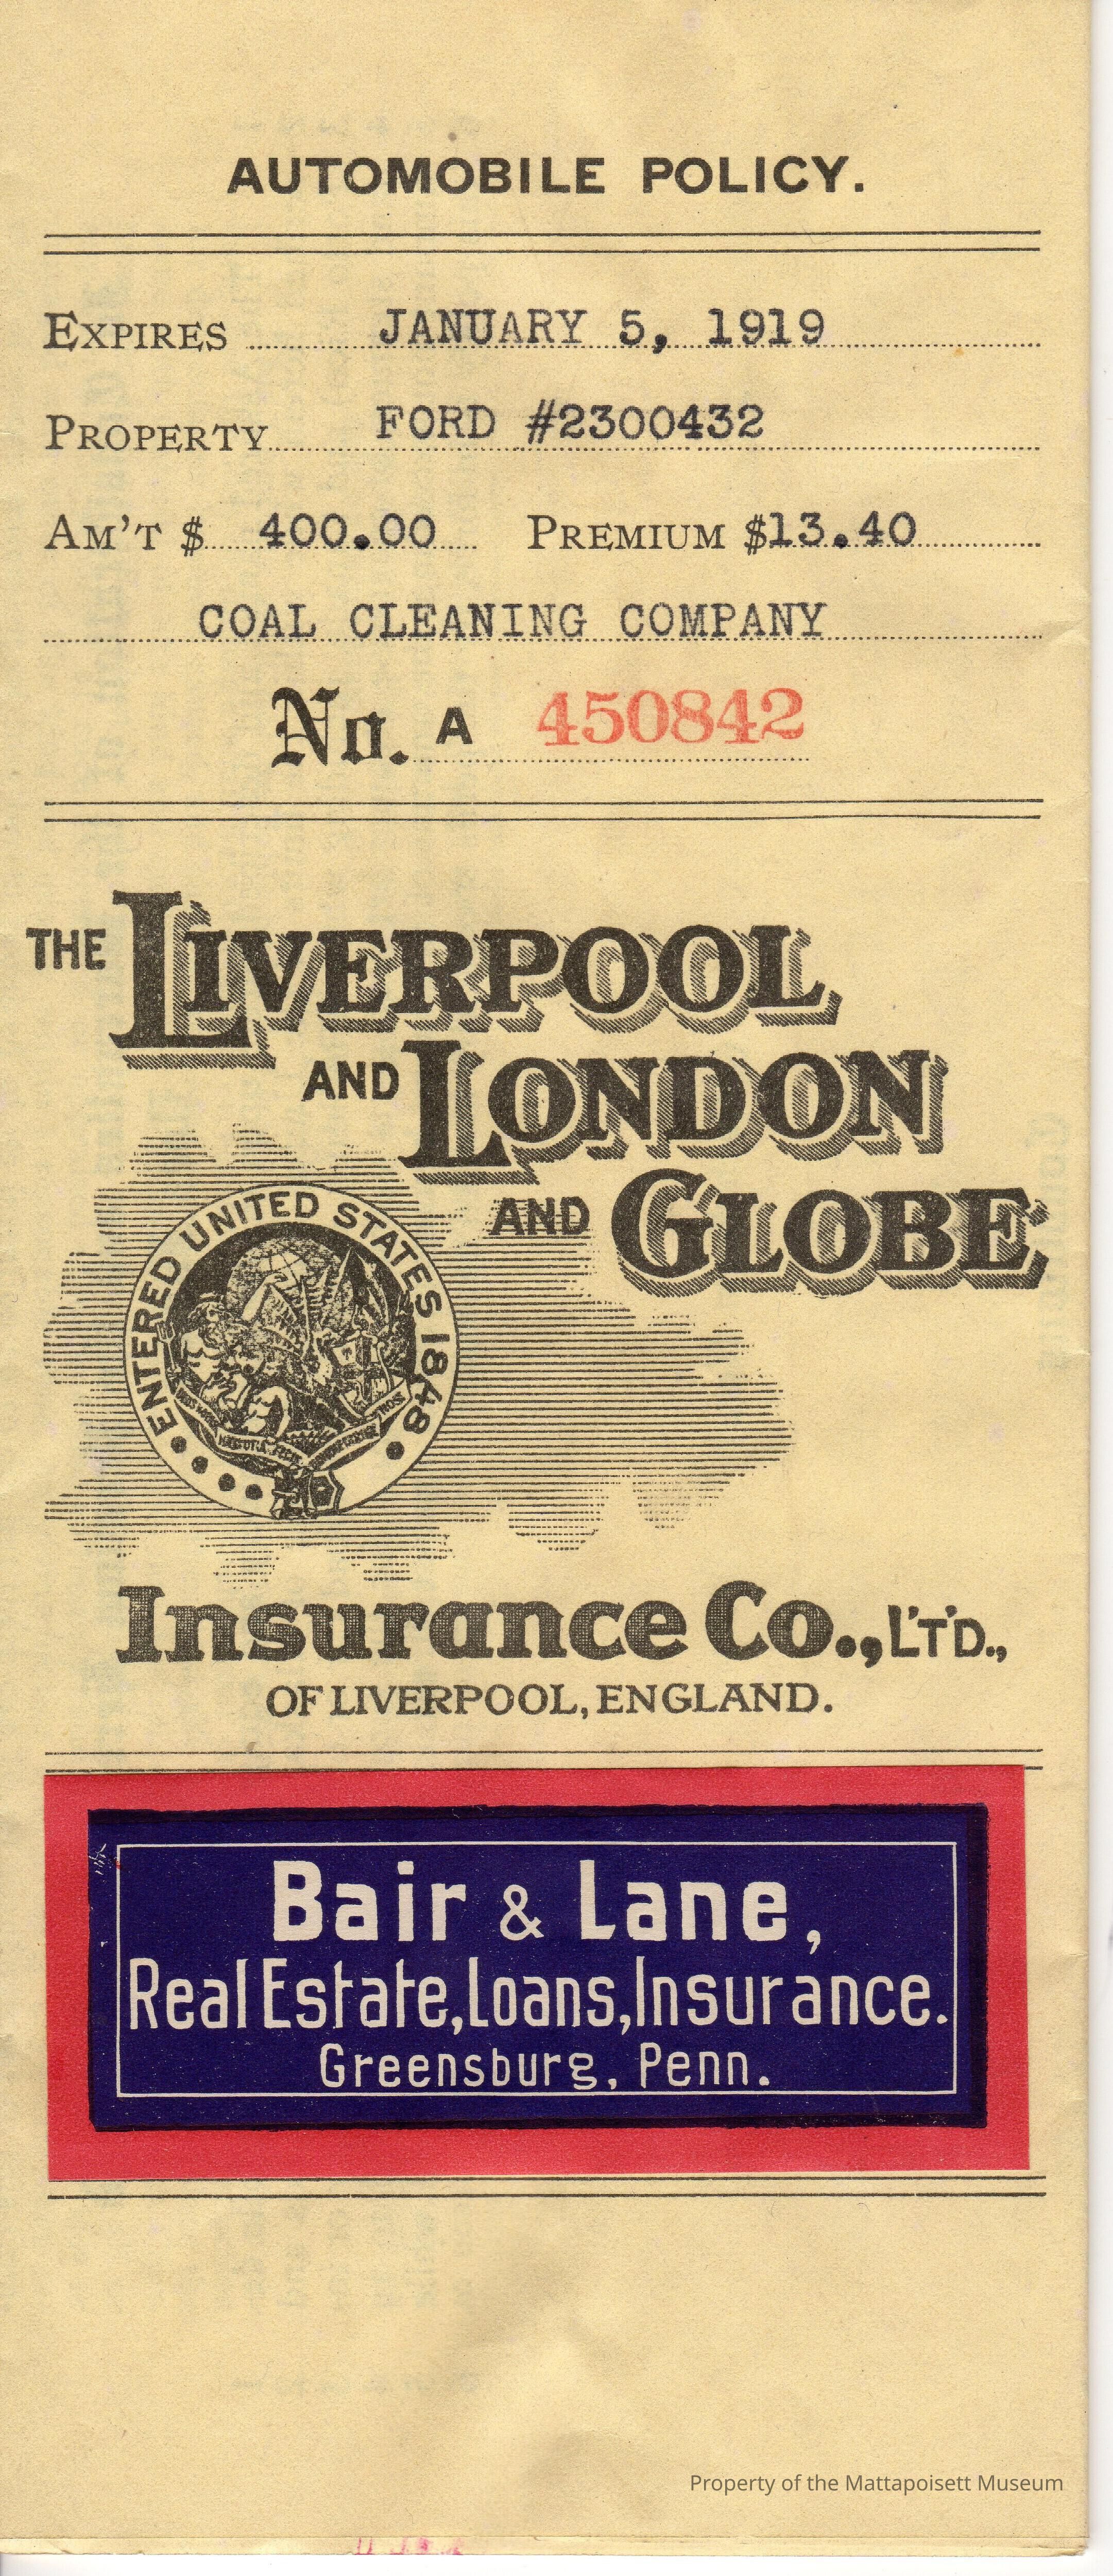 AUTOMOBILE POLICY.
EXPIRES JANUARY 5, 1919
PROPERTY FORD #2300432
AM'T $ 400.00 PREMIUM $13.40
COAL CLEANING COMPANY
No. A 450842
THE LIVERPOOL
AND LONDON
AND GLOBE
ENTERED UNITED STATES 1848
Insurance Co., L'T'D.,
OF LIVERPOOL, ENGLAND.
Bair & Lane,
Real Estate, Loans, Insurance.
Greensburg, Penn.
Property of the Mattapoisett Museum